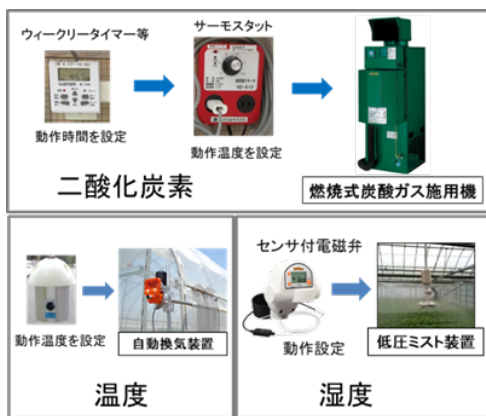 ウィークリータイマー等
サーモスタット
動作時間を設定
動作温度を設定
二酸化炭素
燃焼式炭酸ガス施用機
センサ付電磁弁
動作温度を設定
自動換気装置
動作設定
低圧ミスト装置
温度
湿度